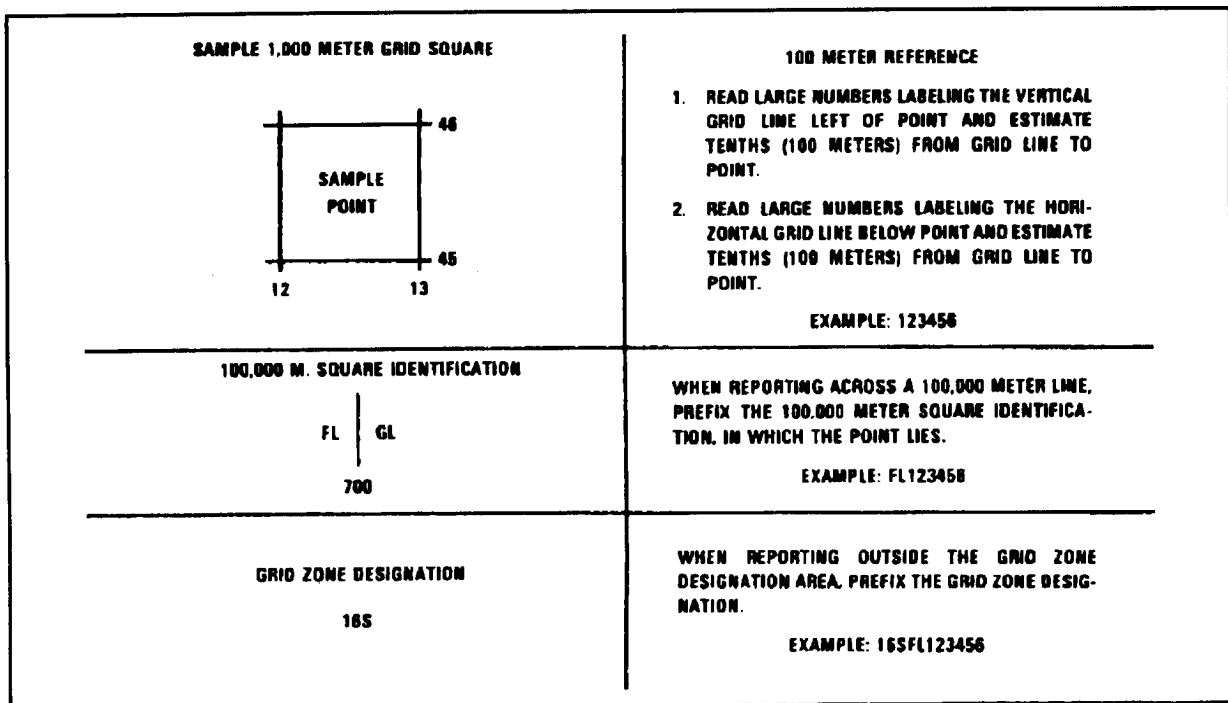 SAMPLE 1,000 METER GRID SQUARE
46
SAMPLE
POINT
45
12 13
100 METER REFERENCE
1. READ LARGE NUMBERS LABELING THE VERTICAL
GRID LINE LEFT OF POINT AND ESTIMATE
TENTHS (100 METERS) FROM GRID LINE TO
POINT.
2. READ LARGE NUMBERS LABELING THE HORI-
ZONTAL GRID LINE BELOW POINT AND ESTIMATE
TENTHS (100 METERS) FROM GRID LINE TO
POINT.
EXAMPLE: 123456
100,000 M. SQUARE IDENTIFICATION
FL GL
700
WHEN REPORTING ACROSS A 100,000 METER LINE,
PREFIX THE 100,000 METER SQUARE IDENTIFICA-
TION, IN WHICH THE POINT LIES.
EXAMPLE: FL123456
GRID ZONE DESIGNATION
16S
WHEN REPORTING OUTSIDE THE GRID ZONE
DESIGNATION AREA, PREFIX THE GRID ZONE DESIG-
NATION.
EXAMPLE: 16SFL123456